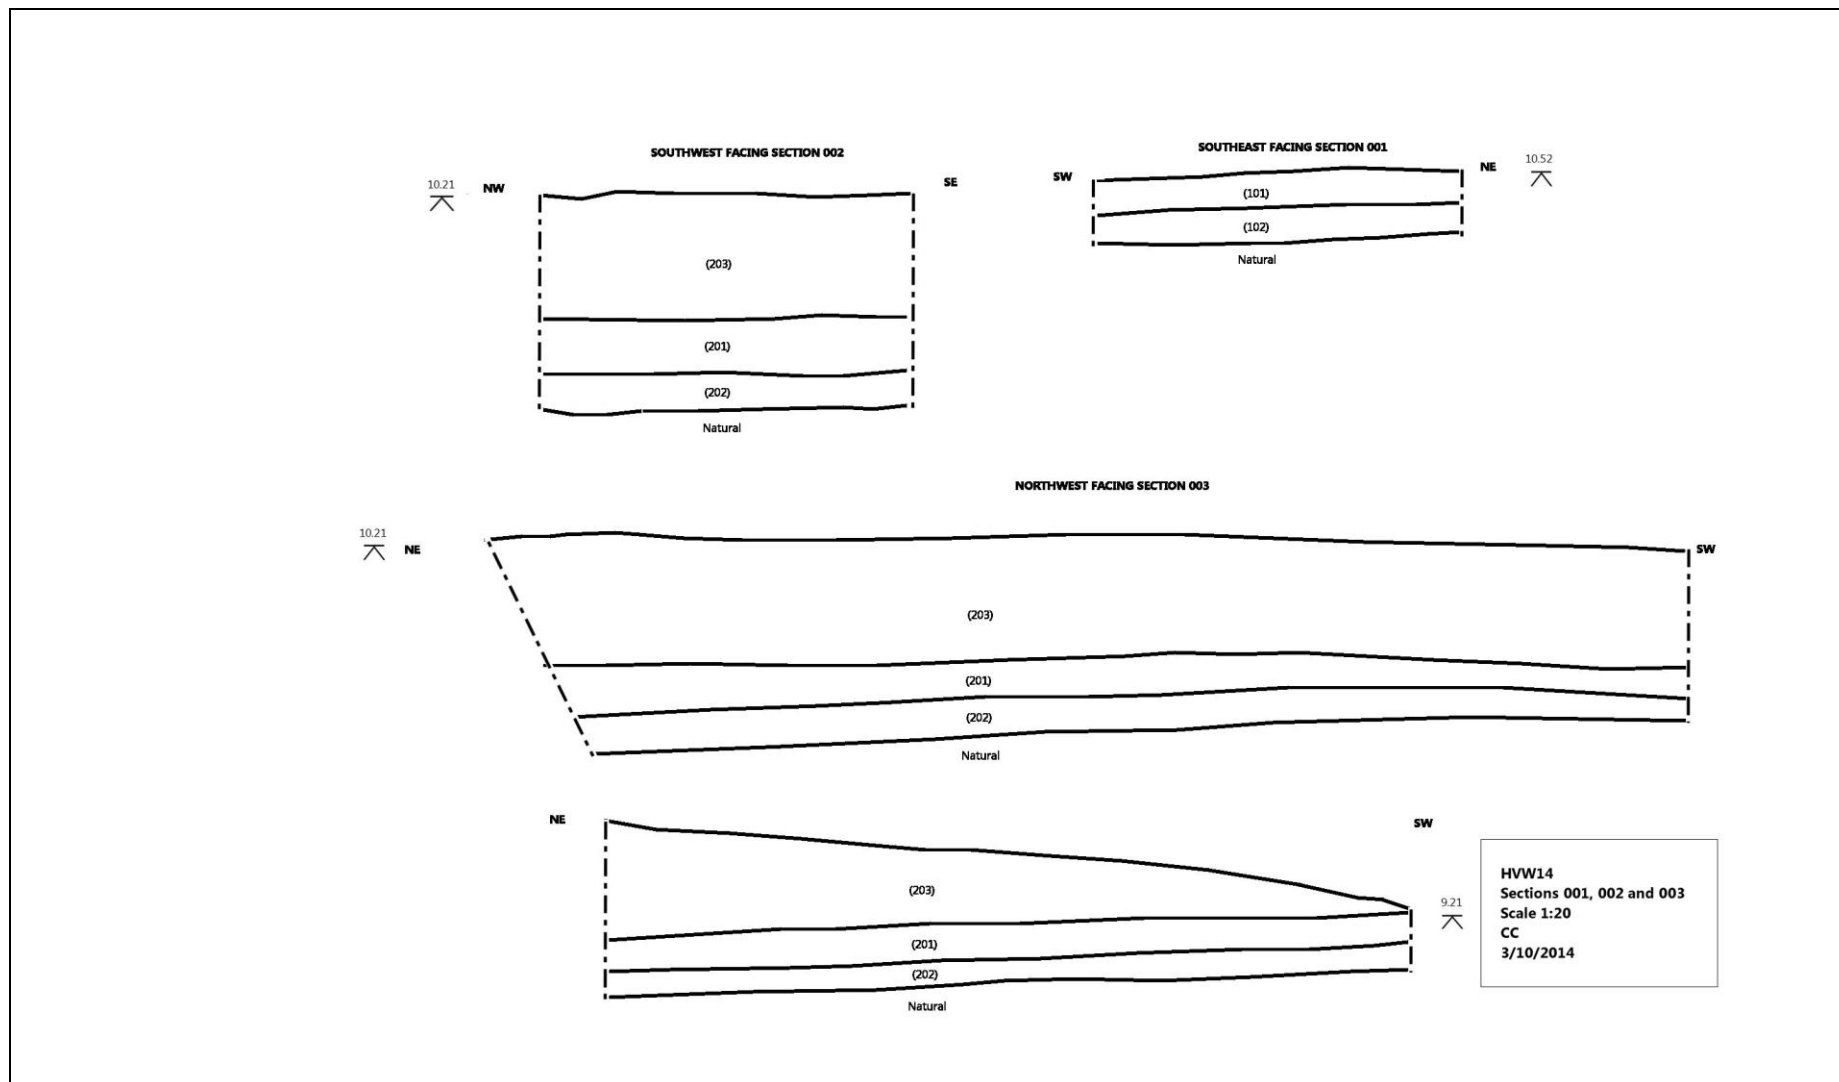 SOUTHWEST FACING SECTION 002
10.21
NW
SE
(203)
(201)
(202)
Natural
SOUTHEAST FACING SECTION 001
SW
NE
10.52
(101)
(102)
Natural
NORTHWEST FACING SECTION 003
10.21
NE
SW
(203)
(201)
(202)
Natural
NE
SW
(203)
9.21
(201)
(202)
Natural
HVW14
Sections 001, 002 and 003
Scale 1:20
CC
3/10/2014